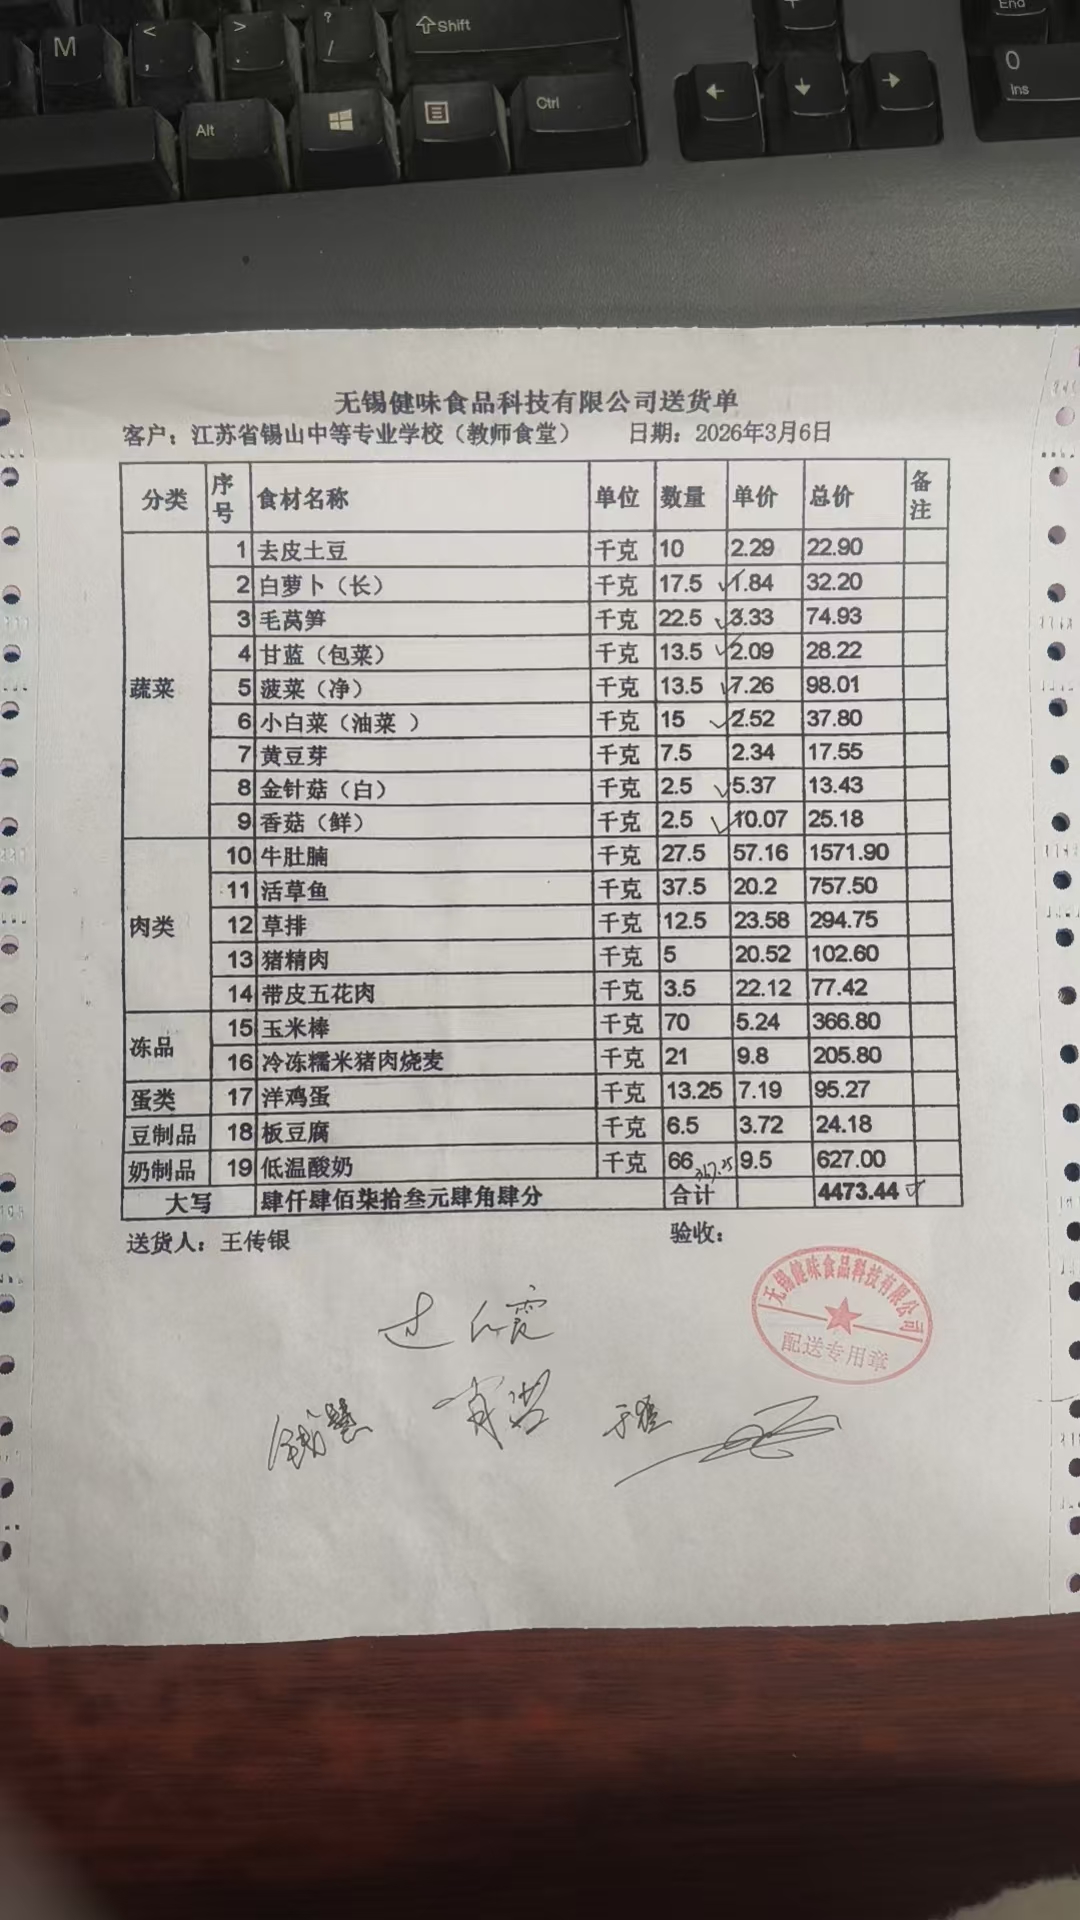 M < , > . ? / Shift
Alt Ctrl
End
0
Ins
无锡健味食品科技有限公司送货单
客户：江苏省锡山中等专业学校（教师食堂） 日期：2026年3月6日
分类 序号 食材名称 单位 数量 单价 总价 备注
蔬菜
1 去皮土豆 千克 10 2.29 22.90
2 白萝卜（长） 千克 17.5 1.84 32.20
3 毛莴笋 千克 22.5 3.33 74.93
4 甘蓝（包菜） 千克 13.5 2.09 28.22
5 菠菜（净） 千克 13.5 7.26 98.01
6 小白菜（油菜 ） 千克 15 2.52 37.80
7 黄豆芽 千克 7.5 2.34 17.55
8 金针菇（白） 千克 2.5 5.37 13.43
9 香菇（鲜） 千克 2.5 10.07 25.18
肉类
10 牛肚腩 千克 27.5 57.16 1571.90
11 活草鱼 千克 37.5 20.2 757.50
12 草排 千克 12.5 23.58 294.75
13 猪精肉 千克 5 20.52 102.60
14 带皮五花肉 千克 3.5 22.12 77.42
冻品
15 玉米棒 千克 70 5.24 366.80
16 冷冻糯米猪肉烧麦 千克 21 9.8 205.80
蛋类 17 洋鸡蛋 千克 13.25 7.19 95.27
豆制品 18 板豆腐 千克 6.5 3.72 24.18
奶制品 19 低温酸奶 千克 66 9.5 627.00
大写 肆仟肆佰柒拾叁元肆角肆分 合计 4473.44
送货人：王传银 验收：
无锡健味食品科技有限公司
配送专用章